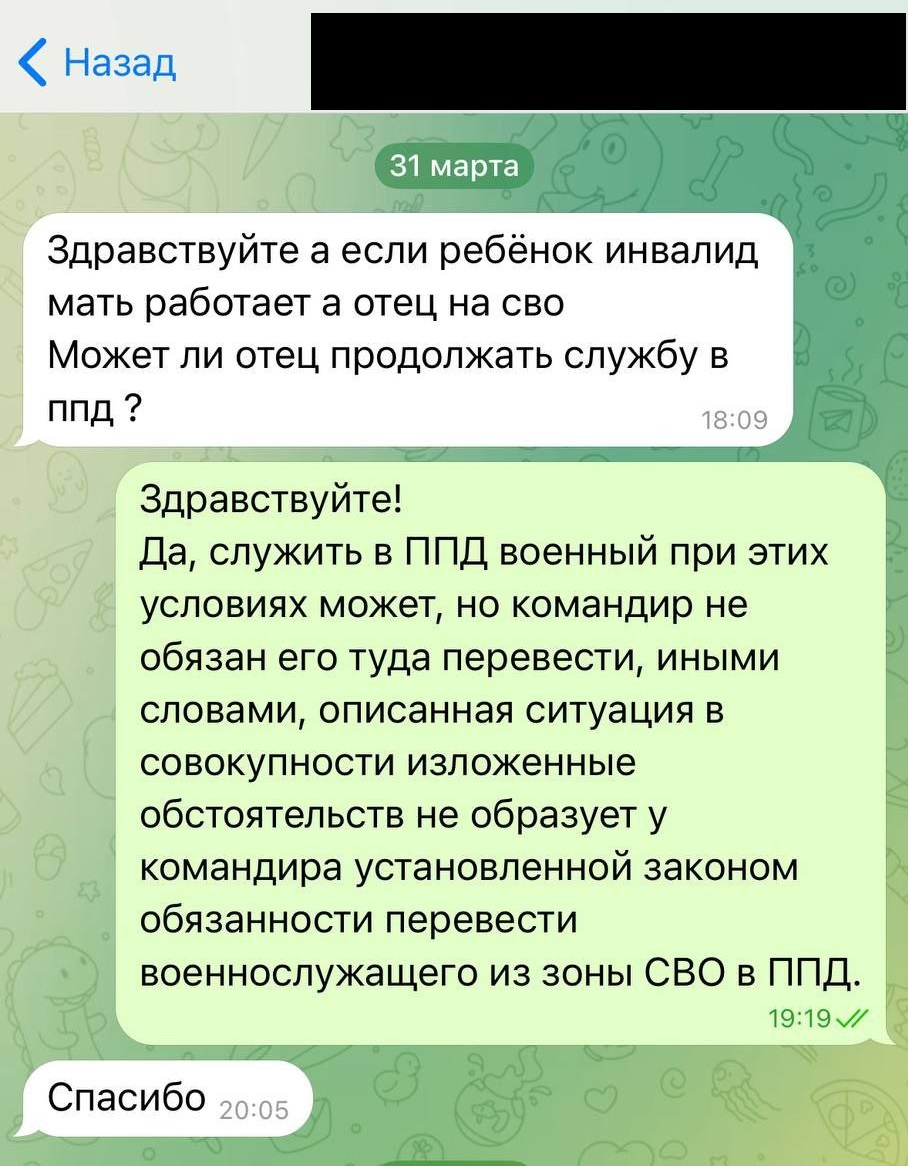 Назад
31 марта
Здравствуйте а если ребёнок инвалид
мать работает а отец на сво
Может ли отец продолжать службу в
ппд ?
18:09
Здравствуйте!
Да, служить в ППД военный при этих
условиях может, но командир не
обязан его туда перевести, иными
словами, описанная ситуация в
совокупности изложенные
обстоятельств не образует у
командира установленной законом
обязанности перевести
военнослужащего из зоны СВО в ППД.
19:19
Спасибо 20:05